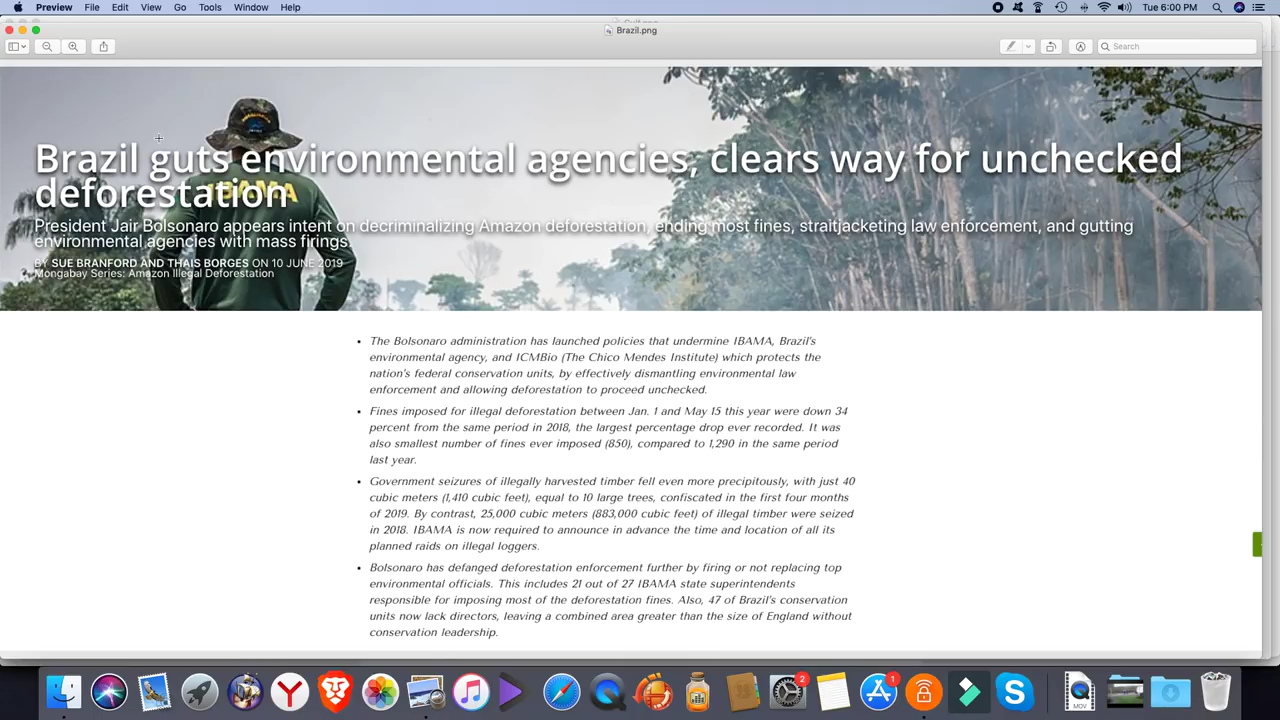 Preview File Edit View Go Tools Window Help Tue 6:00 PM
Brazil.png
Search
IBAMA
Brazil guts environmental agencies, clears way for unchecked
deforestation
President Jair Bolsonaro appears intent on decriminalizing Amazon deforestation, ending most fines, straitjacketing law enforcement, and gutting
environmental agencies with mass firings.
BY SUE BRANFORD AND THAIS BORGES ON 10 JUNE 2019
Mongabay Series: Amazon Illegal Deforestation
• The Bolsonaro administration has launched policies that undermine IBAMA, Brazil's
environmental agency, and ICMBio (The Chico Mendes Institute) which protects the
nation's federal conservation units, by effectively dismantling environmental law
enforcement and allowing deforestation to proceed unchecked.
• Fines imposed for illegal deforestation between Jan. 1 and May 15 this year were down 34
percent from the same period in 2018, the largest percentage drop ever recorded. It was
also smallest number of fines ever imposed (850), compared to 1,290 in the same period
last year.
• Government seizures of illegally harvested timber fell even more precipitously, with just 40
cubic meters (1,410 cubic feet), equal to 10 large trees, confiscated in the first four months
of 2019. By contrast, 25,000 cubic meters (883,000 cubic feet) of illegal timber were seized
in 2018. IBAMA is now required to announce in advance the time and location of all its
planned raids on illegal loggers.
• Bolsonaro has defanged deforestation enforcement further by firing or not replacing top
environmental officials. This includes 21 out of 27 IBAMA state superintendents
responsible for imposing most of the deforestation fines. Also, 47 of Brazil's conservation
units now lack directors, leaving a combined area greater than the size of England without
conservation leadership.
2
1
MOV